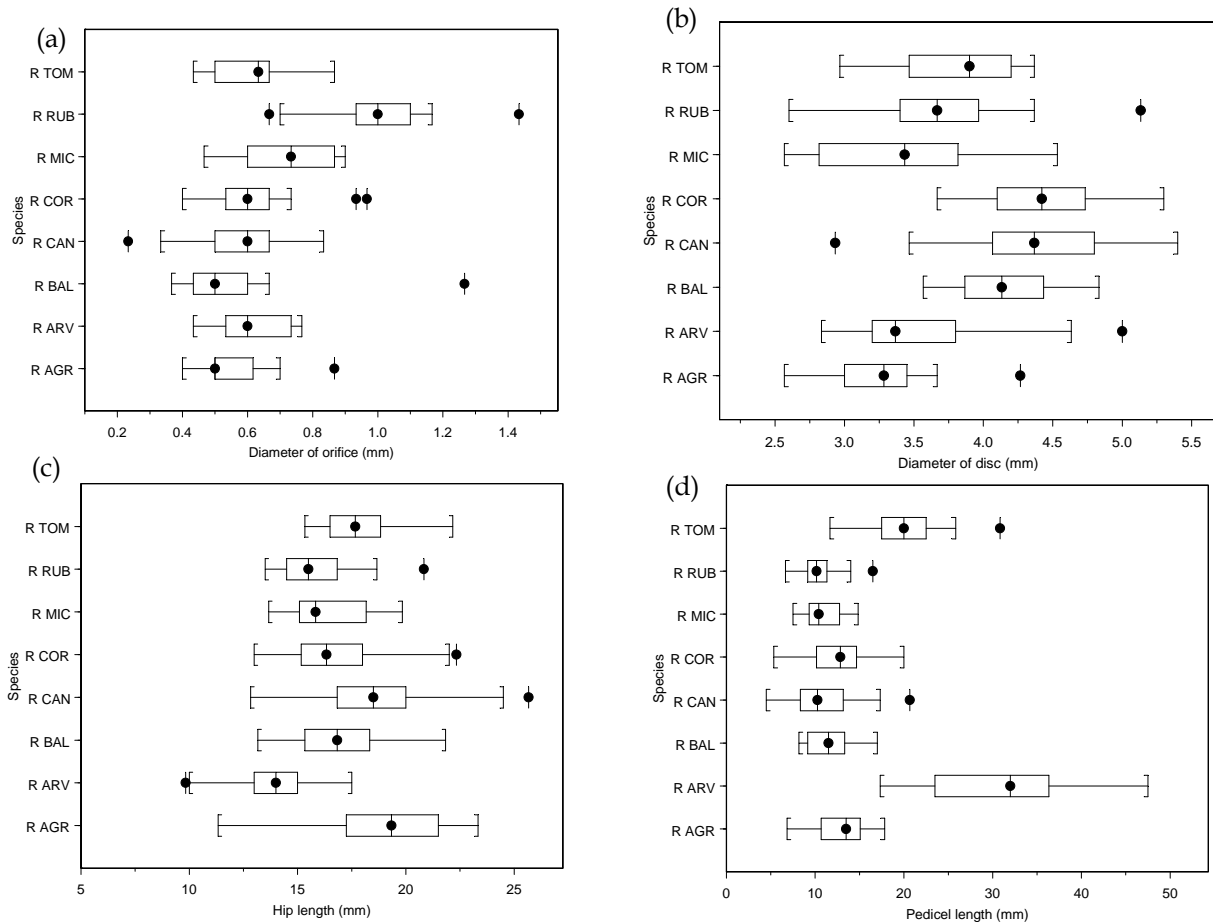 (a)
R TOM
R RUB
R MIC
R COR
R CAN
R BAL
R ARV
R AGR
Species
0.2 0.4 0.6 0.8 1.0 1.2 1.4
Diameter of orifice (mm)
(b)
R TOM
R RUB
R MIC
R COR
R CAN
R BAL
R ARV
R AGR
Species
2.5 3.0 3.5 4.0 4.5 5.0 5.5
Diameter of disc (mm)
(c)
R TOM
R RUB
R MIC
R COR
R CAN
R BAL
R ARV
R AGR
Species
5 10 15 20 25
Hip length (mm)
(d)
R TOM
R RUB
R MIC
R COR
R CAN
R BAL
R ARV
R AGR
Species
0 10 20 30 40 50
Pedicel length (mm)